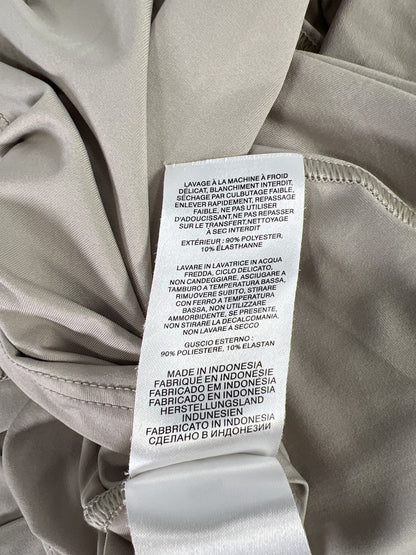 LAVAGE À LA MACHINE À FROID
DÉLICAT, BLANCHIMENT INTERDIT,
SÉCHAGE PAR CULBUTAGE FAIBLE,
ENLEVER RAPIDEMENT, REPASSAGE
FAIBLE, NE PAS UTILISER
D'ADOUCISSANT,NE PAS REPASSER
SUR LE TRANSFERT,NETTOYAGE
À SEC INTERDIT
EXTÉRIEUR: 90% POLYESTER,
10% ÉLASTHANNE
LAVARE IN LAVATRICE IN ACQUA
FREDDA, CICLO DELICATO,
NON CANDEGGIARE, ASCIUGARE A
TAMBURO A TEMPERATURA BASSA,
RIMUOVERE SUBITO, STIRARE
CON FERRO A TEMPERATURA
BASSA, NON UTILIZZARE
AMMORBIDENTE, SE PRESENTE,
NON STIRARE LA DECALCOMANIA,
NON LAVARE A SECCO
GUSCIO ESTERNO :
90% POLIESTERE, 10% ELASTAN
MADE IN INDONESIA
FABRIQUÉ EN INDONÉSIE
FABRICADO EN INDONESIA
HERSTELLUNGSLAND
INDUNESIEN
FABBRICATO IN INDONESIA
СДЕЛАНО В ИНДОНЕЗИИ